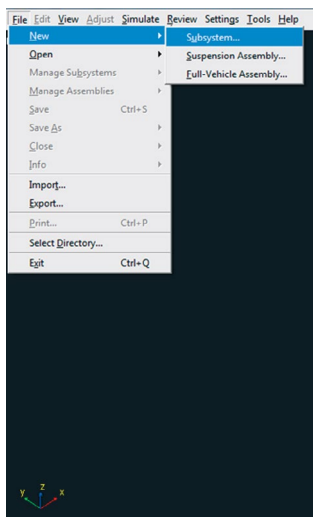 File Edit View Adjust Simulate Review Settings Tools Help
New Subsystem...
Open Suspension Assembly...
Manage Subsystems Full-Vehicle Assembly...
Manage Assemblies
Save Ctrl+S
Save As
Close
Info
Import...
Export...
Print... Ctrl+P
Select Directory...
Exit Ctrl+Q
y z x